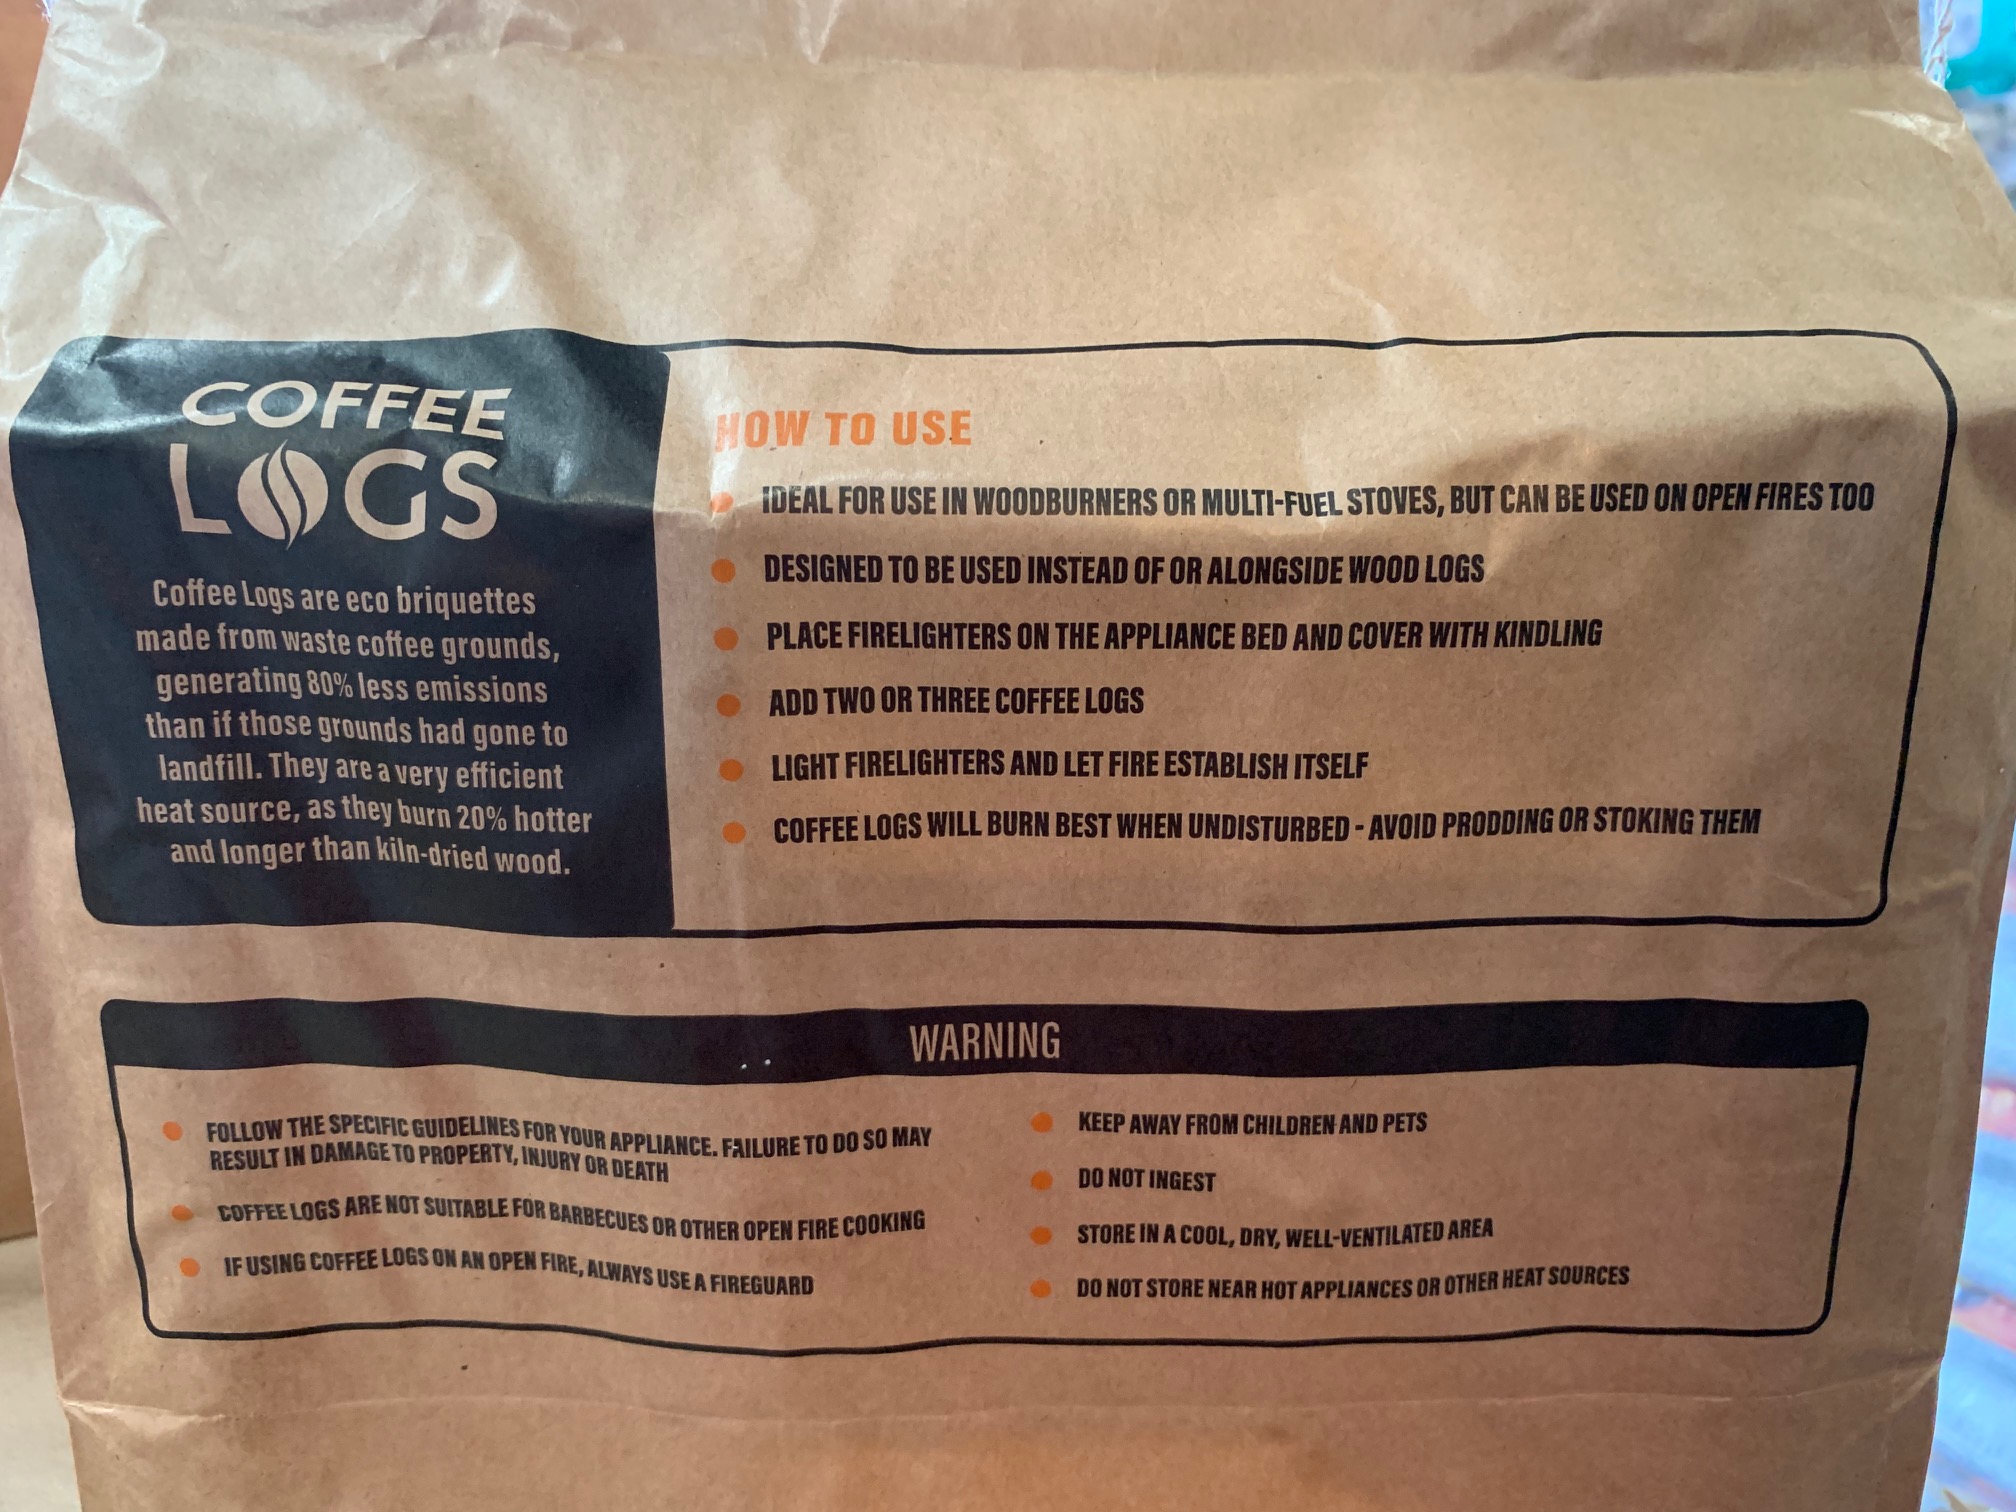 COFFEE
LOGS
Coffee Logs are eco briquettes
made from waste coffee grounds,
generating 80% less emissions
than if those grounds had gone to
landfill. They are a very efficient
heat source, as they burn 20% hotter
and longer than kiln-dried wood.
HOW TO USE
IDEAL FOR USE IN WOODBURNERS OR MULTI-FUEL STOVES, BUT CAN BE USED ON OPEN FIRES TOO
DESIGNED TO BE USED INSTEAD OF OR ALONGSIDE WOOD LOGS
PLACE FIRELIGHTERS ON THE APPLIANCE BED AND COVER WITH KINDLING
ADD TWO OR THREE COFFEE LOGS
LIGHT FIRELIGHTERS AND LET FIRE ESTABLISH ITSELF
COFFEE LOGS WILL BURN BEST WHEN UNDISTURBED - AVOID PRODDING OR STOKING THEM
WARNING
FOLLOW THE SPECIFIC GUIDELINES FOR YOUR APPLIANCE. FAILURE TO DO SO MAY
RESULT IN DAMAGE TO PROPERTY, INJURY OR DEATH
COFFEE LOGS ARE NOT SUITABLE FOR BARBECUES OR OTHER OPEN FIRE COOKING
IF USING COFFEE LOGS ON AN OPEN FIRE, ALWAYS USE A FIREGUARD
KEEP AWAY FROM CHILDREN AND PETS
DO NOT INGEST
STORE IN A COOL, DRY, WELL-VENTILATED AREA
DO NOT STORE NEAR HOT APPLIANCES OR OTHER HEAT SOURCES